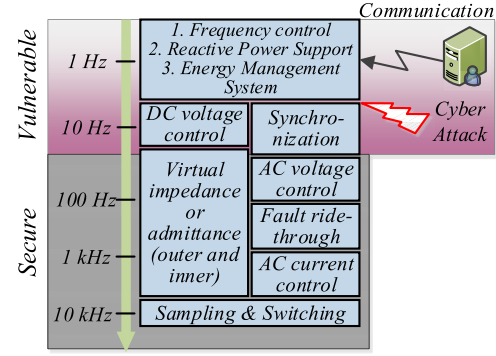 Communication
Vulnerable
Secure
1 Hz
10 Hz
100 Hz
1 kHz
10 kHz
1. Frequency control
2. Reactive Power Support
3. Energy Management
System
DC voltage
control
Synchro-
nization
Virtual
impedance
or
admittance
(outer and
inner)
AC voltage
control
Fault ride-
through
AC current
control
Sampling & Switching
Cyber
Attack